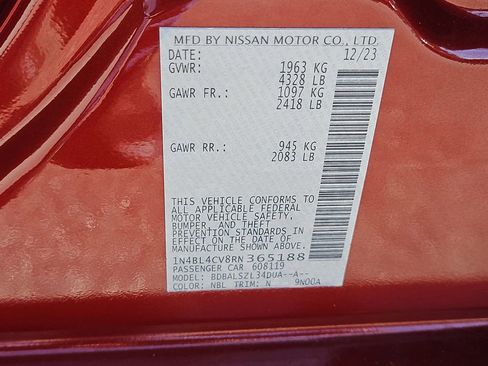 MFD BY NISSAN MOTOR CO., LTD.
DATE: 12/23
GVWR: 1963 KG
4328 LB
GAWR FR.: 1097 KG
2418 LB
GAWR RR.: 945 KG
2083 LB
THIS VEHICLE CONFORMS TO
ALL APPLICABLE FEDERAL
MOTOR VEHICLE SAFETY,
BUMPER, AND THEFT
PREVENTION STANDARDS IN
EFFECT ON THE DATE OF
MANUFACTURE SHOWN ABOVE.
1N4BL4CV8RN365188
PASSENGER CAR 608119
MODEL: BDBALSZL34DUA--A--
COLOR: NBL TRIM: N 9N00A